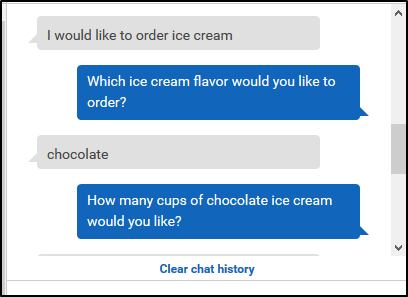 I would like to order ice cream
Which ice cream flavor would you like to
order?
chocolate
How many cups of chocolate ice cream
would you like?
Clear chat history